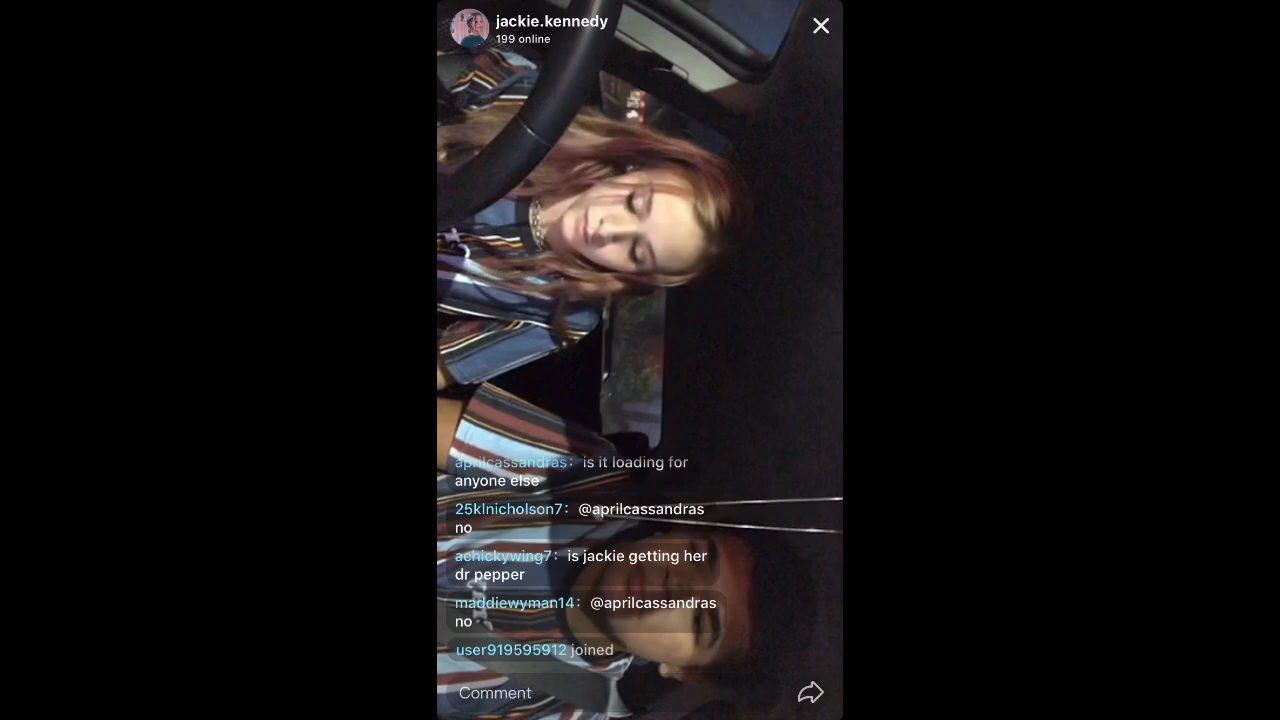 jackie.kennedy
199 online
aprilcassandras: is it loading for
anyone else
25klnicholson7: @aprilcassandras
no
achickywing7: is jackie getting her
dr pepper
maddiewyman14: @aprilcassandras
no
user919595912 joined
Comment